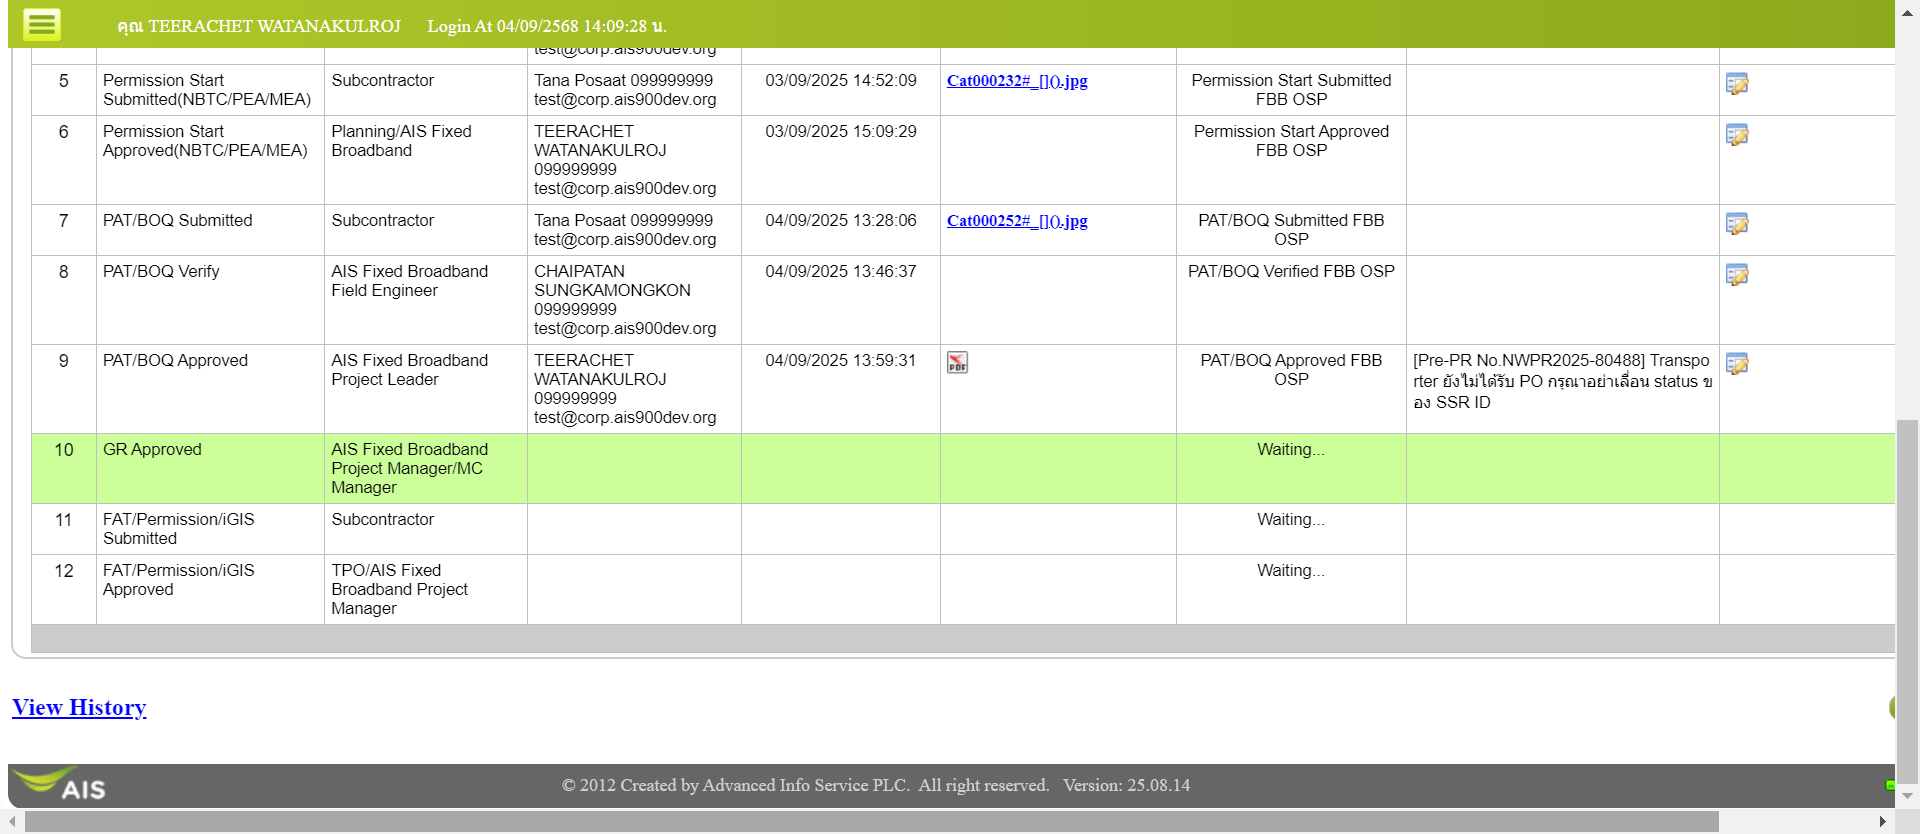 คุณ TEERACHET WATANAKULROJ Login At 04/09/2568 14:09:28 น.
test@corp.ais900dev.org
5 Permission Start Submitted(NBTC/PEA/MEA) Subcontractor Tana Posaat 099999999 test@corp.ais900dev.org 03/09/2025 14:52:09 Cat000232#_[]().jpg Permission Start Submitted FBB OSP
6 Permission Start Approved(NBTC/PEA/MEA) Planning/AIS Fixed Broadband TEERACHET WATANAKULROJ 099999999 test@corp.ais900dev.org 03/09/2025 15:09:29 Permission Start Approved FBB OSP
7 PAT/BOQ Submitted Subcontractor Tana Posaat 099999999 test@corp.ais900dev.org 04/09/2025 13:28:06 Cat000252#_[]().jpg PAT/BOQ Submitted FBB OSP
8 PAT/BOQ Verify AIS Fixed Broadband Field Engineer CHAIPATAN SUNGKAMONGKON 099999999 test@corp.ais900dev.org 04/09/2025 13:46:37 PAT/BOQ Verified FBB OSP
9 PAT/BOQ Approved AIS Fixed Broadband Project Leader TEERACHET WATANAKULROJ 099999999 test@corp.ais900dev.org 04/09/2025 13:59:31 PDF PAT/BOQ Approved FBB OSP [Pre-PR No.NWPR2025-80488] Transporter ยังไม่ได้รับ PO กรุณาอย่าเลื่อน status ของ SSR ID
10 GR Approved AIS Fixed Broadband Project Manager/MC Manager Waiting...
11 FAT/Permission/iGIS Submitted Subcontractor Waiting...
12 FAT/Permission/iGIS Approved TPO/AIS Fixed Broadband Project Manager Waiting...
View History
AIS © 2012 Created by Advanced Info Service PLC. All right reserved. Version: 25.08.14